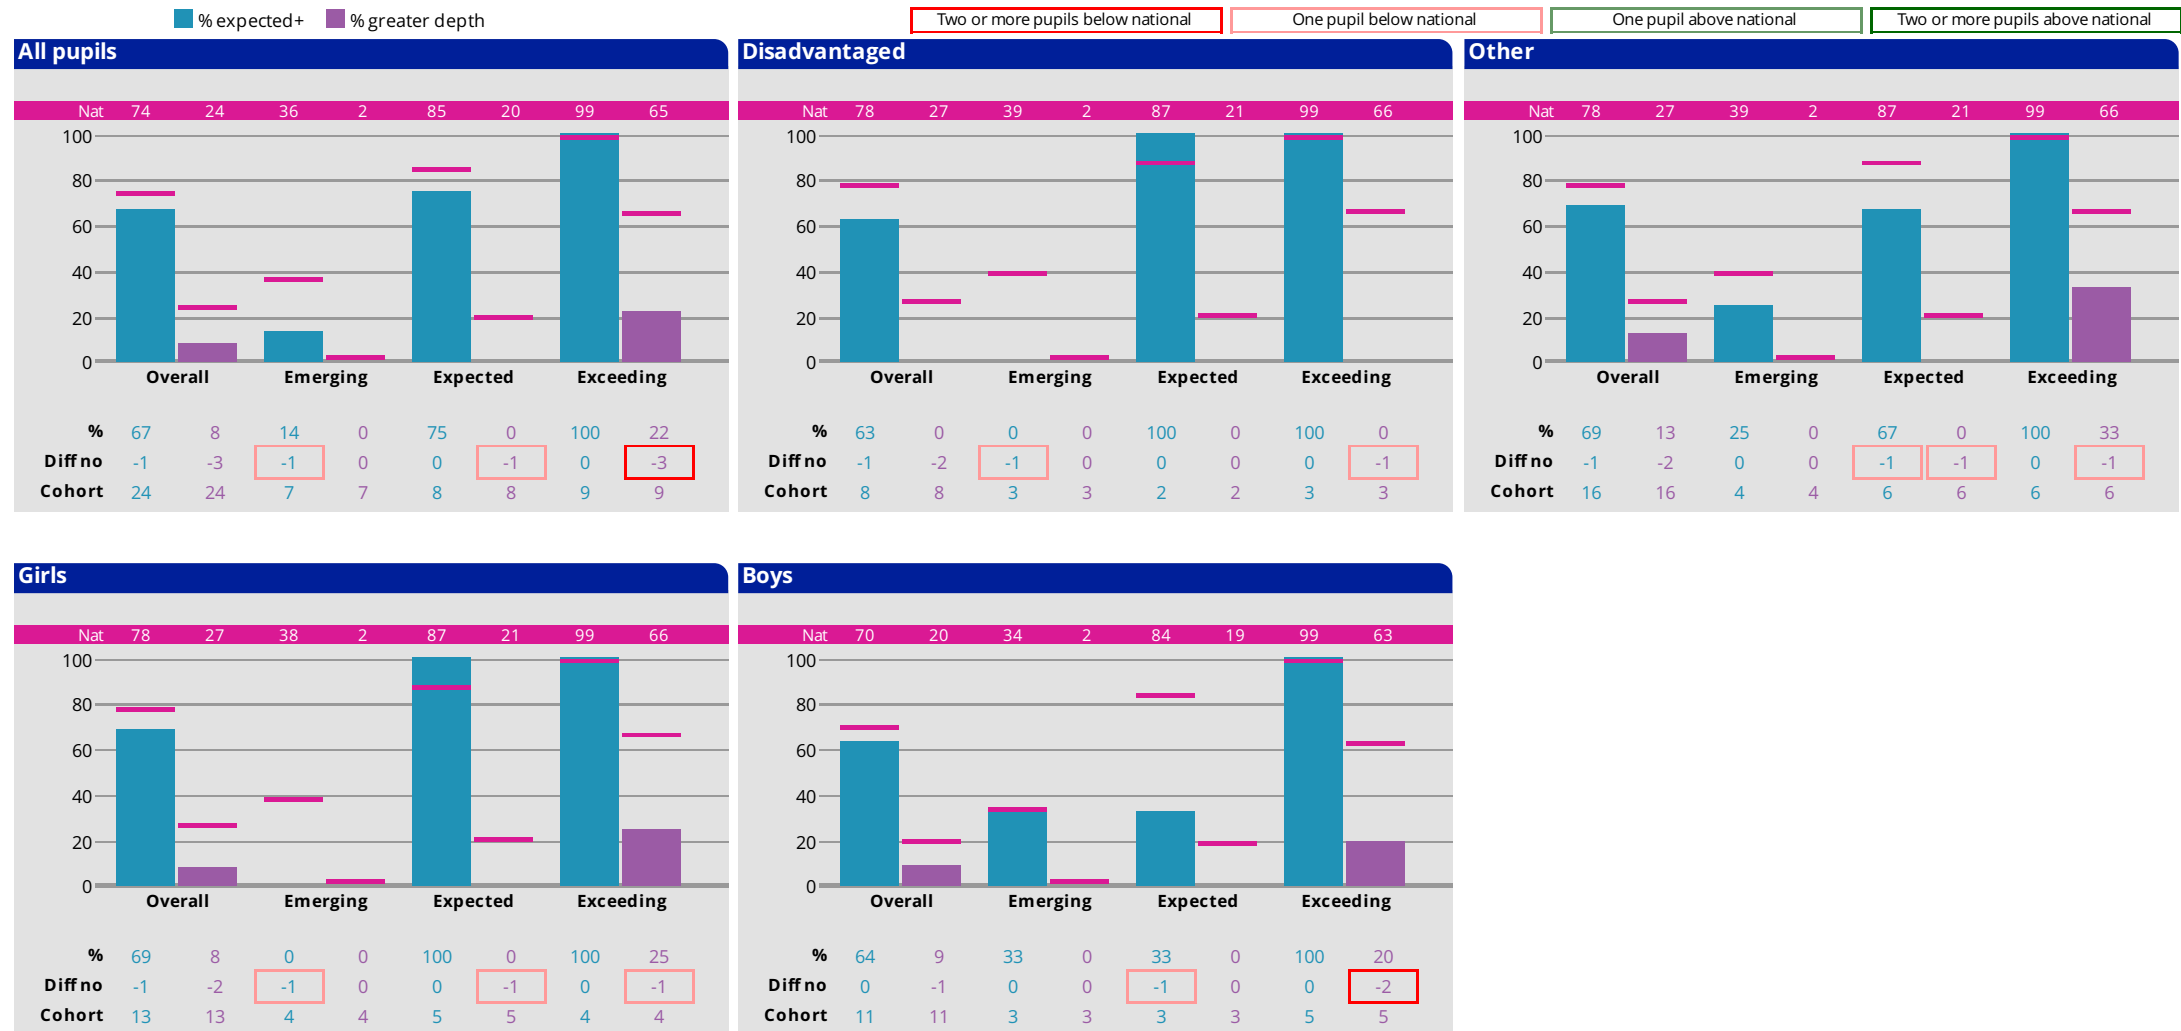 % expected+ % greater depth Two or more pupils below national One pupil below national One pupil above national Two or more pupils above national
All pupils
Nat 74 24 36 2 85 20 99 65
100
80
60
40
20
0
Overall Emerging Expected Exceeding
% 67 8 14 0 75 0 100 22
Diff no -1 -3 -1 0 0 -1 0 -3
Cohort 24 24 7 7 8 8 9 9
Disadvantaged
Nat 78 27 39 2 87 21 99 66
100
80
60
40
20
0
Overall Emerging Expected Exceeding
% 63 0 0 0 100 0 100 0
Diff no -1 -2 -1 0 0 0 0 -1
Cohort 8 8 3 3 2 2 3 3
Other
Nat 78 27 39 2 87 21 99 66
100
80
60
40
20
0
Overall Emerging Expected Exceeding
% 69 13 25 0 67 0 100 33
Diff no -1 -2 0 0 -1 -1 0 -1
Cohort 16 16 4 4 6 6 6 6
Girls
Nat 78 27 38 2 87 21 99 66
100
80
60
40
20
0
Overall Emerging Expected Exceeding
% 69 8 0 0 100 0 100 25
Diff no -1 -2 -1 0 0 -1 0 -1
Cohort 13 13 4 4 5 5 4 4
Boys
Nat 70 20 34 2 84 19 99 63
100
80
60
40
20
0
Overall Emerging Expected Exceeding
% 64 9 33 0 33 0 100 20
Diff no 0 -1 0 0 -1 0 0 -2
Cohort 11 11 3 3 3 3 5 5